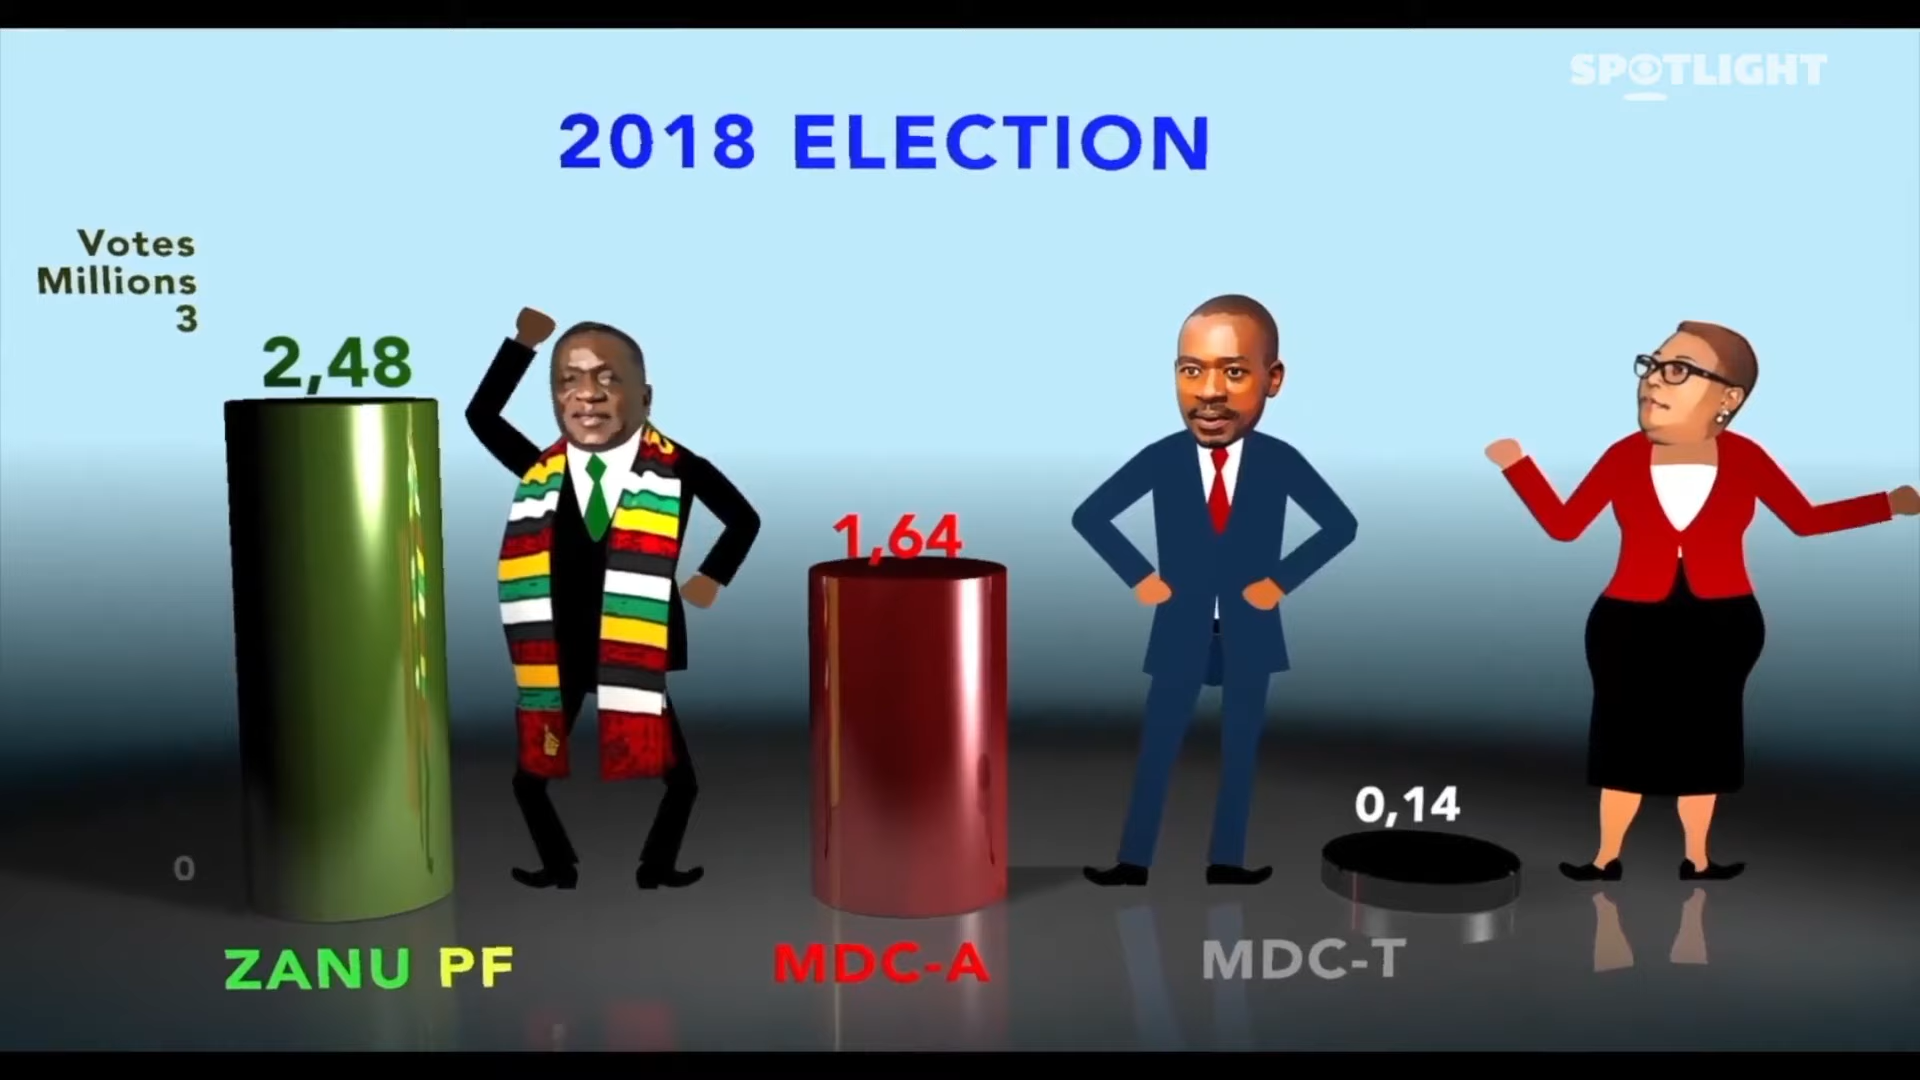 SPOTLIGHT
2018 ELECTION
Votes
Millions
3
2,48
1,64
0,14
0
ZANU PF
MDC-A
MDC-T